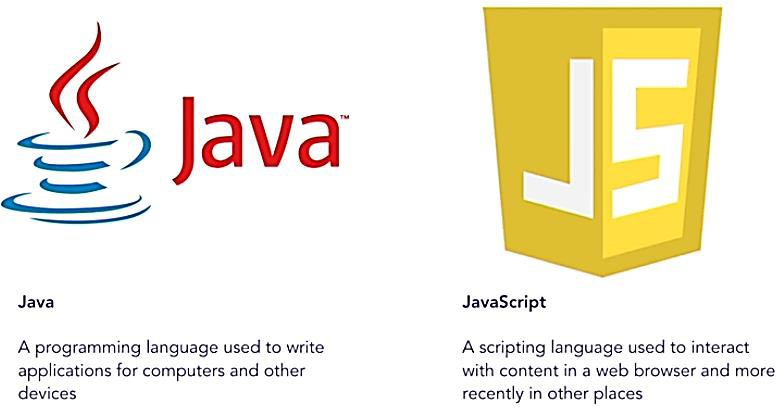 Java™
JS
Java
A programming language used to write
applications for computers and other
devices
JavaScript
A scripting language used to interact
with content in a web browser and more
recently in other places